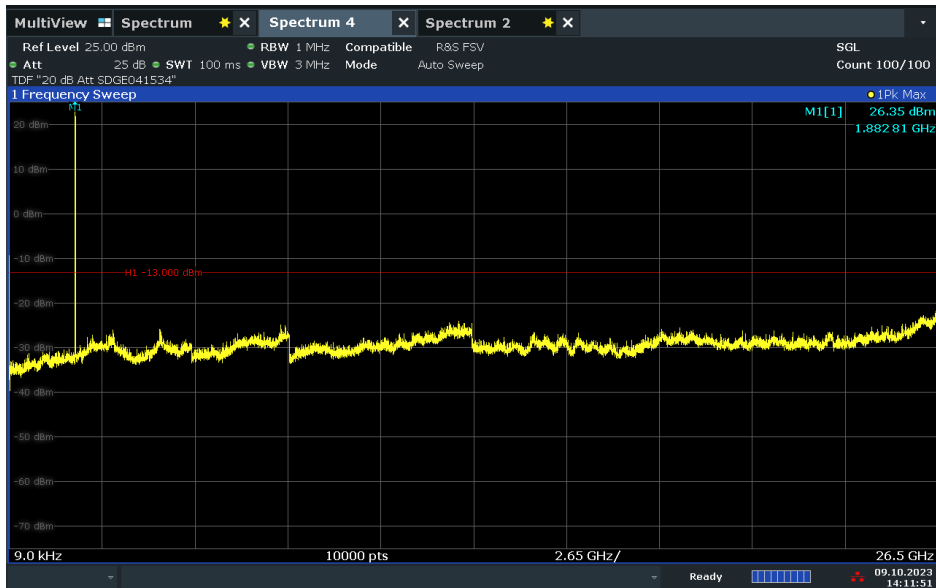 MultiView Spectrum Spectrum 4 Spectrum 2
Ref Level 25.00 dBm RBW 1 MHz Compatible R&S FSV SGL
Att 25 dB SWT 100 ms VBW 3 MHz Mode Auto Sweep Count 100/100
TDF "20 dB Att SDGE041534"
1 Frequency Sweep 1Pk Max
M1
M1[1] 26.35 dBm
1.882 81 GHz
20 dBm
10 dBm
0 dBm
-10 dBm
H1 -13.000 dBm
-20 dBm
-30 dBm
-40 dBm
-50 dBm
-60 dBm
-70 dBm
9.0 kHz 10000 pts 2.65 GHz/ 26.5 GHz
Ready 09.10.2023
14:11:51